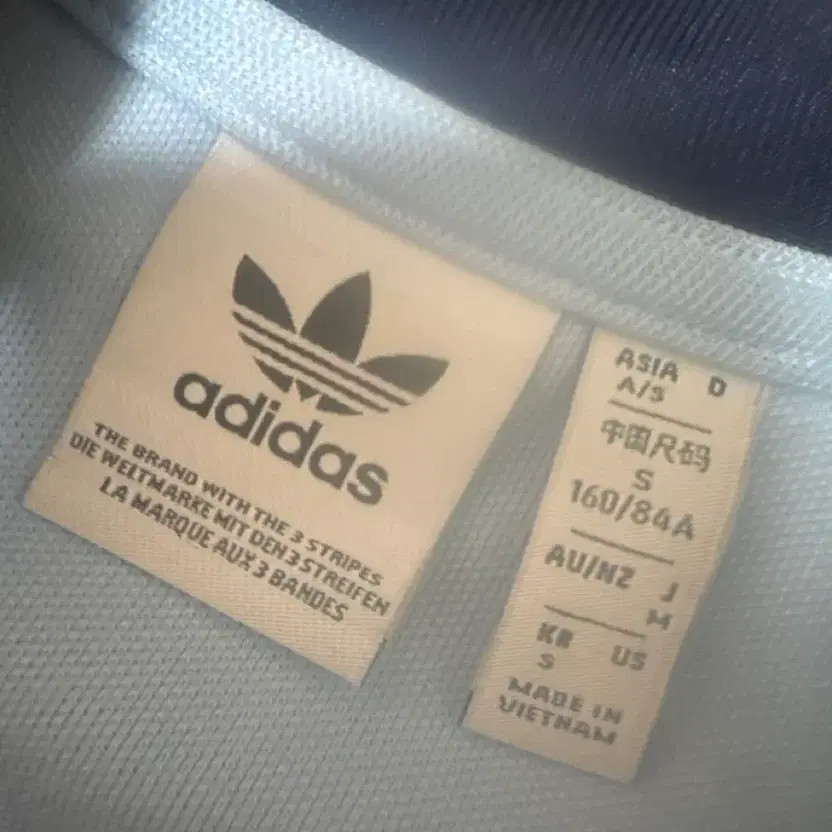 adidas
THE BRAND WITH THE 3 STRIPES
DIE WELTMARKE MIT DEN 3 STREIFEN
LA MARQUE AUX 3 BANDES
ASIA D
A/S
中国尺码
S
160/84A
AU/NZ J
M
KR US
S
MADE IN
VIETNAM